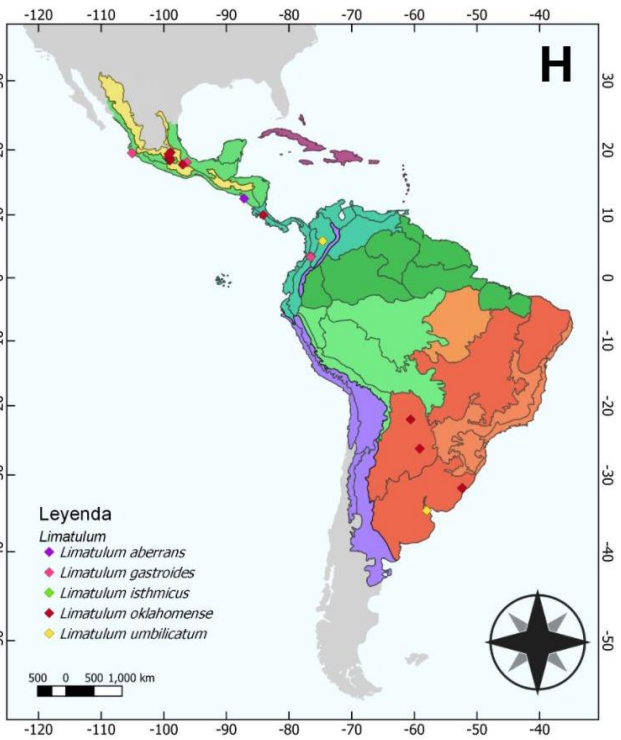 -120 -110 -100 -90 -80 -70 -60 -50 -40
H
30
20
10
0
-10
-20
-30
-40
-50
Leyenda
Limatulum
Limatulum aberrans
Limatulum gastroides
Limatulum isthmicus
Limatulum oklahomense
Limatulum umbilicatum
500 0 500 1,000 km
-120 -110 -100 -90 -80 -70 -60 -50 -40